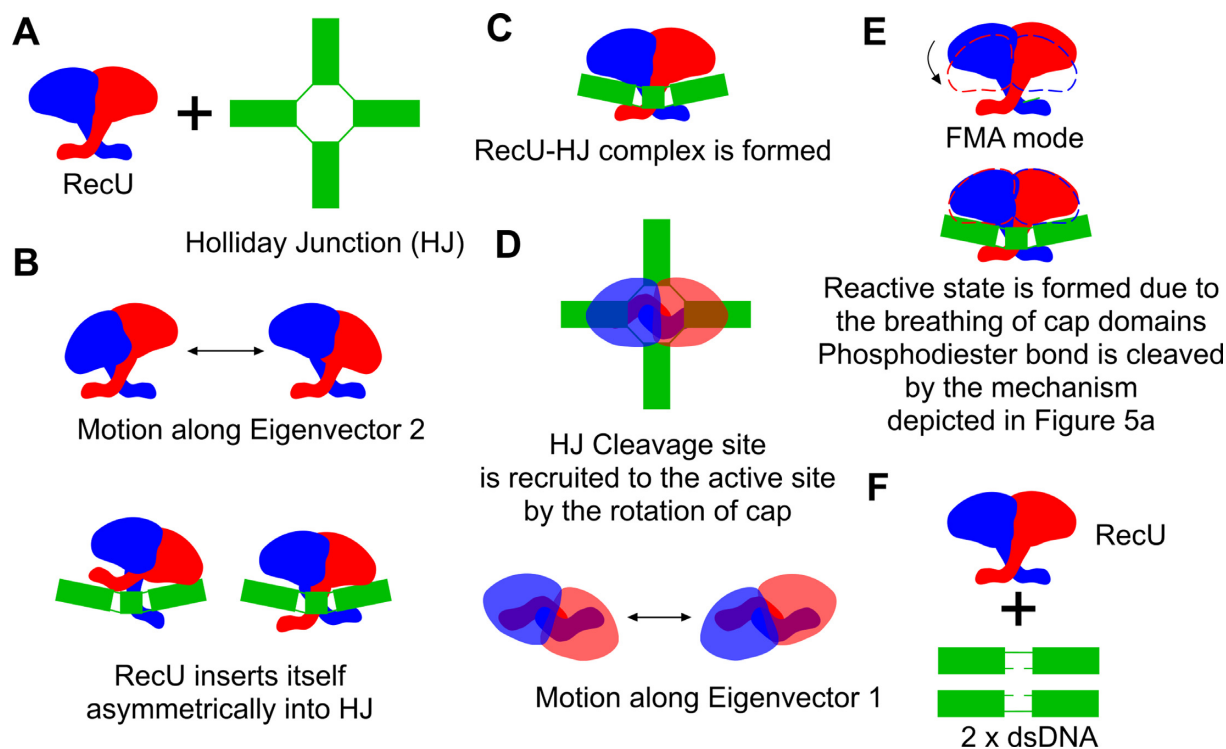 A
RecU
+
Holliday Junction (HJ)
B
Motion along Eigenvector 2
RecU inserts itself
asymmetrically into HJ
C
RecU-HJ complex is formed
D
HJ Cleavage site
is recruited to the active site
by the rotation of cap
Motion along Eigenvector 1
E
FMA mode
Reactive state is formed due to
the breathing of cap domains
Phosphodiester bond is cleaved
by the mechanism
depicted in Figure 5a
F
RecU
+
2 x dsDNA